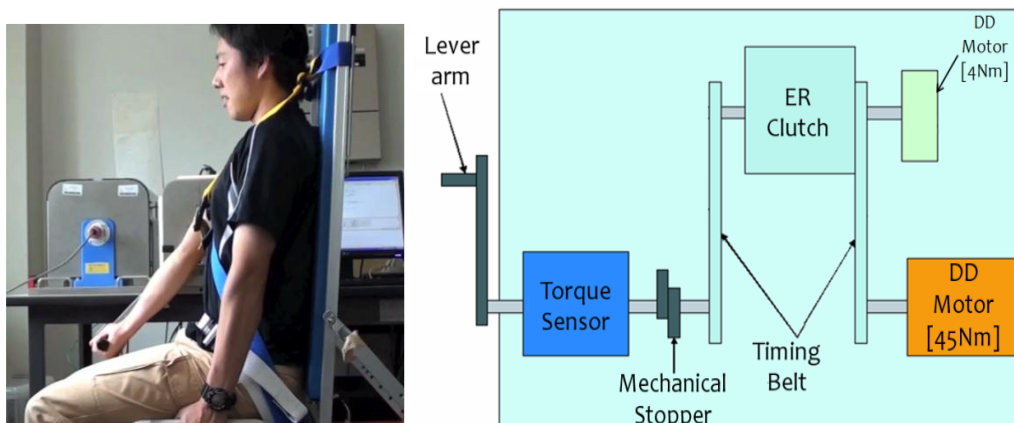 Lever
arm
ER
Clutch
DD
Motor
[4Nm]
Torque
Sensor
DD
Motor
[45Nm]
Mechanical
Stopper
Timing
Belt